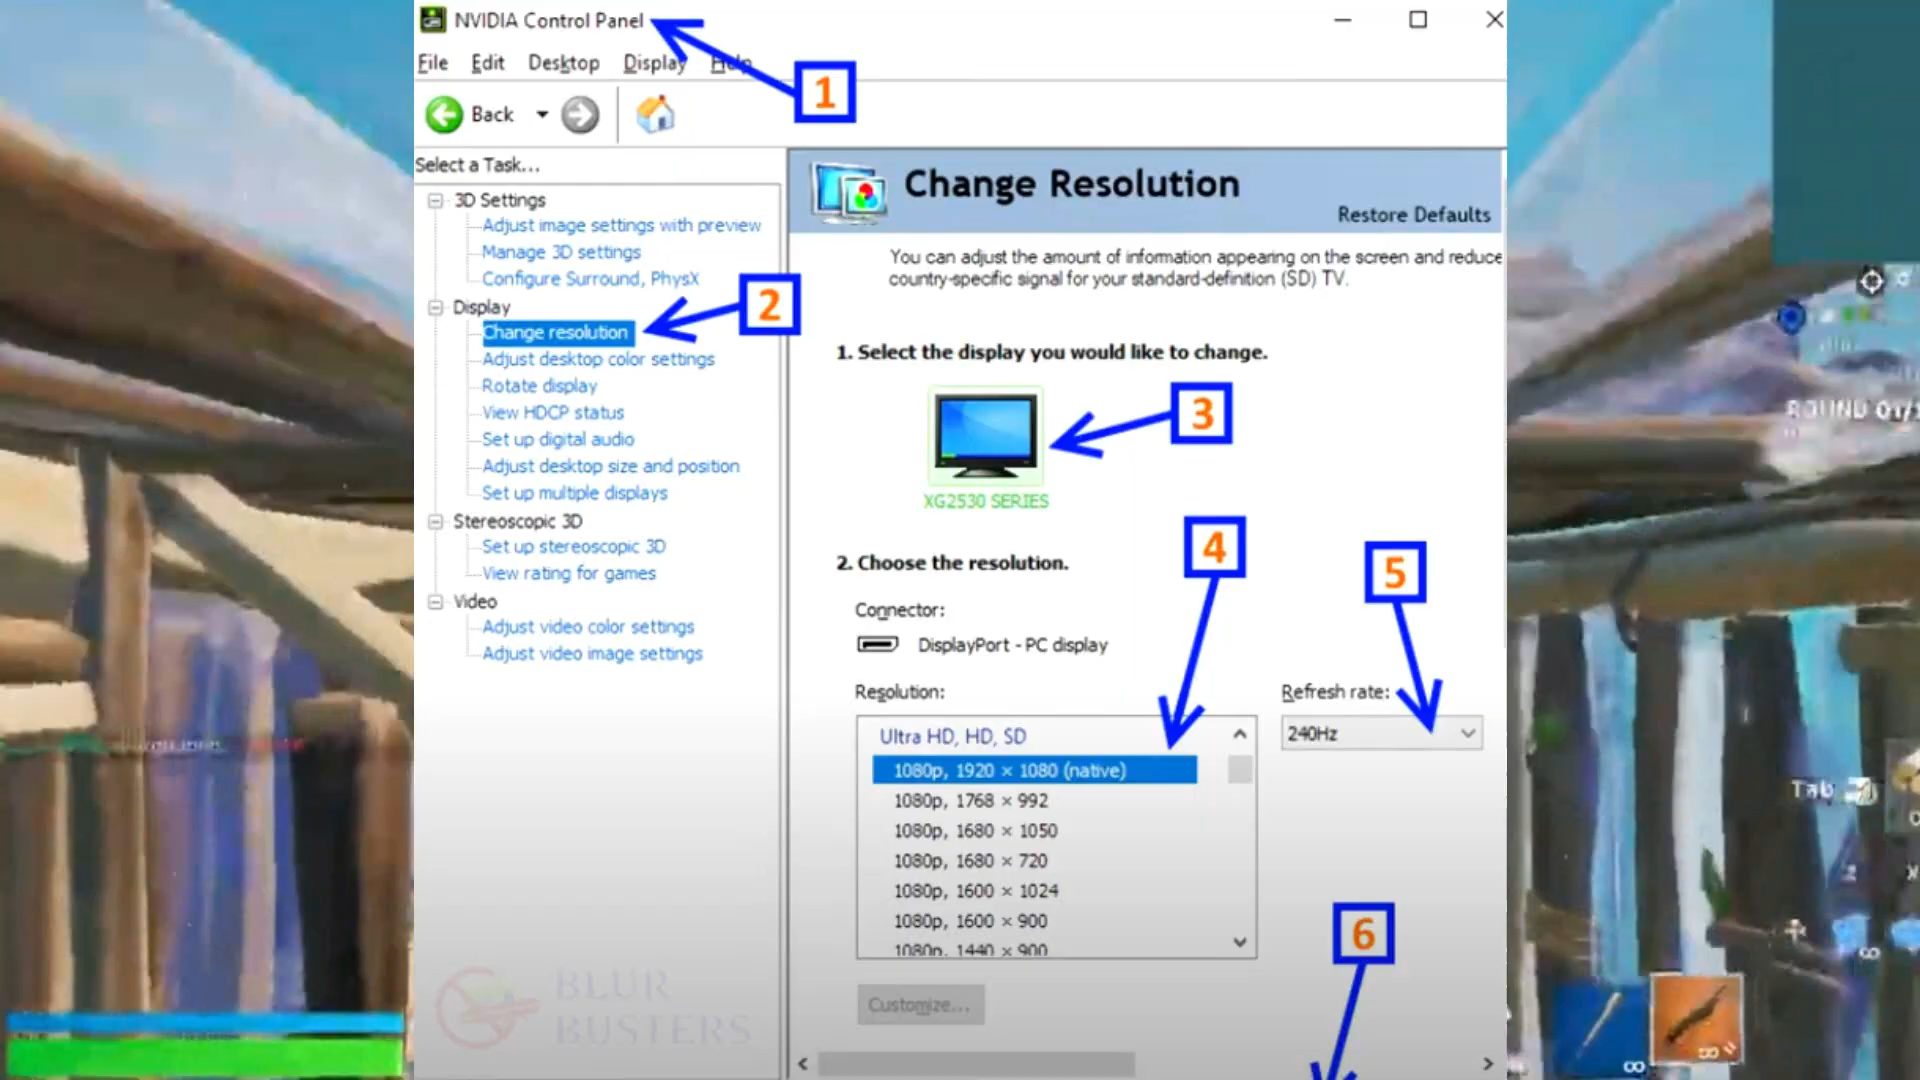 NVIDIA Control Panel
1
File Edit Desktop Display Help
Back
Select a Task...
3D Settings
Adjust image settings with preview
Manage 3D settings
Configure Surround, PhysX
2
Display
Change resolution
Adjust desktop color settings
Rotate display
View HDCP status
Set up digital audio
Adjust desktop size and position
Set up multiple displays
Stereoscopic 3D
Set up stereoscopic 3D
View rating for games
Video
Adjust video color settings
Adjust video image settings
Change Resolution
Restore Defaults
You can adjust the amount of information appearing on the screen and reduce
country-specific signal for your standard-definition (SD) TV.
1. Select the display you would like to change.
3
XG2530 SERIES
4
5
2. Choose the resolution.
Connector:
DisplayPort - PC display
Resolution:
Refresh rate:
Ultra HD, HD, SD
240Hz
1080p, 1920 × 1080 (native)
1080p, 1768 × 992
1080p, 1680 × 1050
1080p, 1680 × 720
1080p, 1600 × 1024
1080p, 1600 × 900
1080p, 1440 × 900
6
Customize...
BLUR
BUSTERS
ROUND 01/
Tab
∞
∞
∞